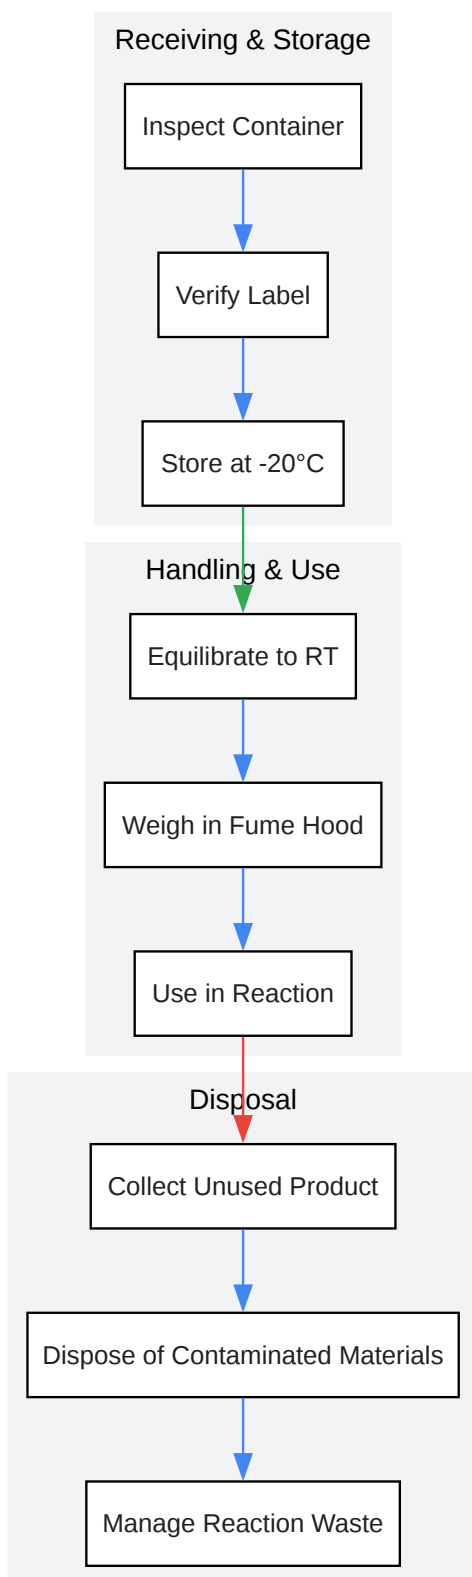 Receiving & Storage
Inspect Container
Verify Label
Store at -20°C
Handling & Use
Equilibrate to RT
Weigh in Fume Hood
Use in Reaction
Disposal
Collect Unused Product
Dispose of Contaminated Materials
Manage Reaction Waste